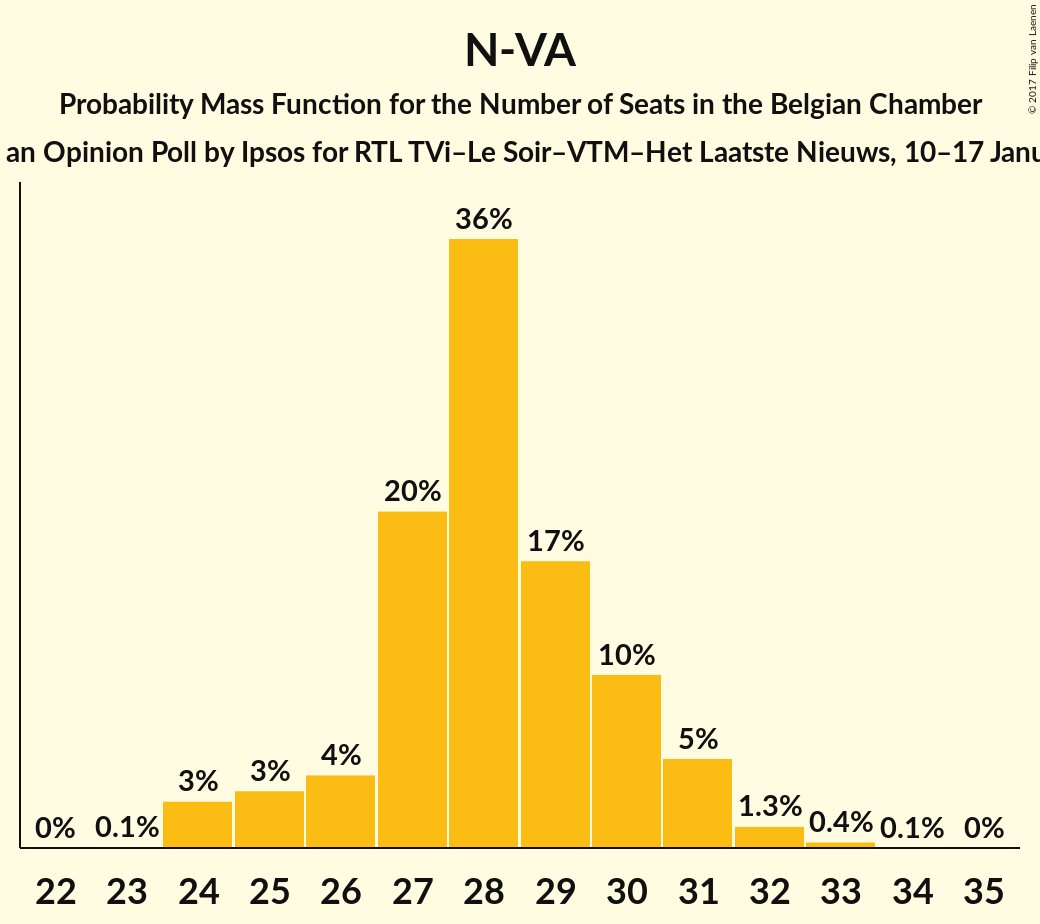 N-VA
Probability Mass Function for the Number of Seats in the Belgian Chamber
an Opinion Poll by Ipsos for RTL TVi–Le Soir–VTM–Het Laatste Nieuws, 10–17 Janu
© 2017 Filip van Laenen
36%
20%
17%
10%
5%
4%
3%
3%
1.3%
0.4%
0.1%
0%
0%
0.1%
22 23 24 25 26 27 28 29 30 31 32 33 34 35